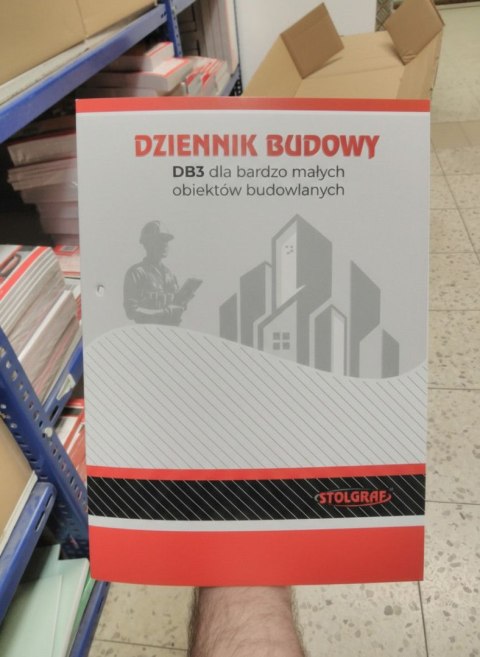 DZIENNIK BUDOWY
DB3 dla bardzo małych
obiektów budowlanych
STOLGRAF